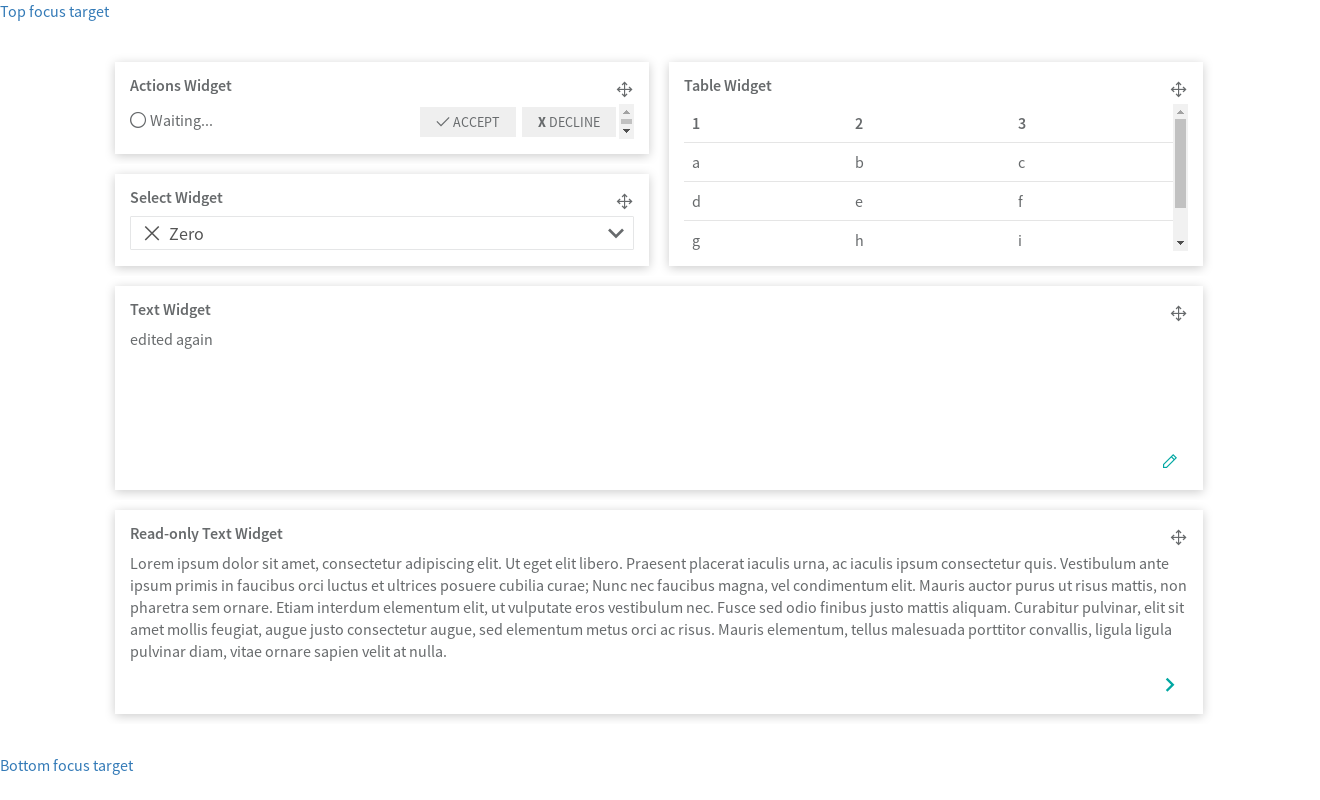 Top focus target
Actions Widget
Waiting...
ACCEPT
X DECLINE
Table Widget
1 2 3
a b c
d e f
g h i
Select Widget
Zero
Text Widget
edited again
Read-only Text Widget
Lorem ipsum dolor sit amet, consectetur adipiscing elit. Ut eget elit libero. Praesent placerat iaculis urna, ac iaculis ipsum consectetur quis. Vestibulum ante
ipsum primis in faucibus orci luctus et ultrices posuere cubilia curae; Nunc nec faucibus magna, vel condimentum elit. Mauris auctor purus ut risus mattis, non
pharetra sem ornare. Etiam interdum elementum elit, ut vulputate eros vestibulum nec. Fusce sed odio finibus justo mattis aliquam. Curabitur pulvinar, elit sit
amet mollis feugiat, augue justo consectetur augue, sed elementum metus orci ac risus. Mauris elementum, tellus malesuada porttitor convallis, ligula ligula
pulvinar diam, vitae ornare sapien velit at nulla.
Bottom focus target